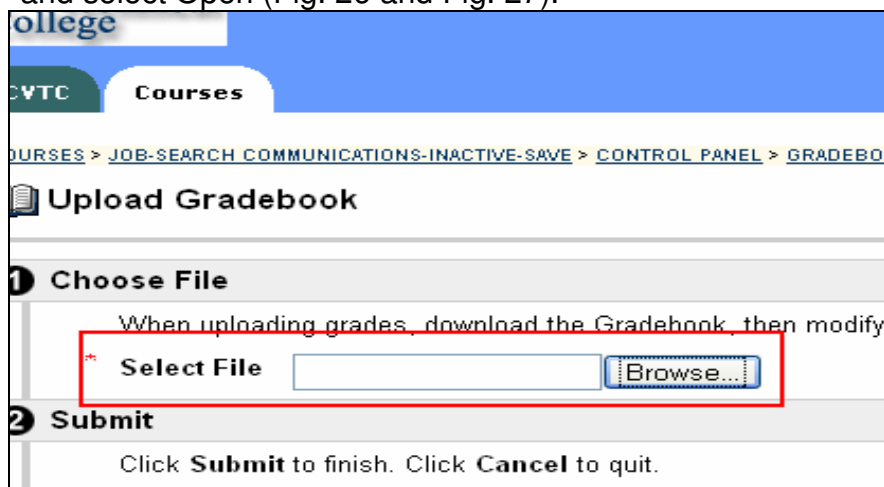 and select Open (Fig. 26 and Fig. 27).
ollege
CVTC Courses
OURSES > JOB-SEARCH COMMUNICATIONS-INACTIVE-SAVE > CONTROL PANEL > GRADEBO
Upload Gradebook
1 Choose File
When uploading grades, download the Gradebook, then modify
* Select File Browse...
2 Submit
Click Submit to finish. Click Cancel to quit.